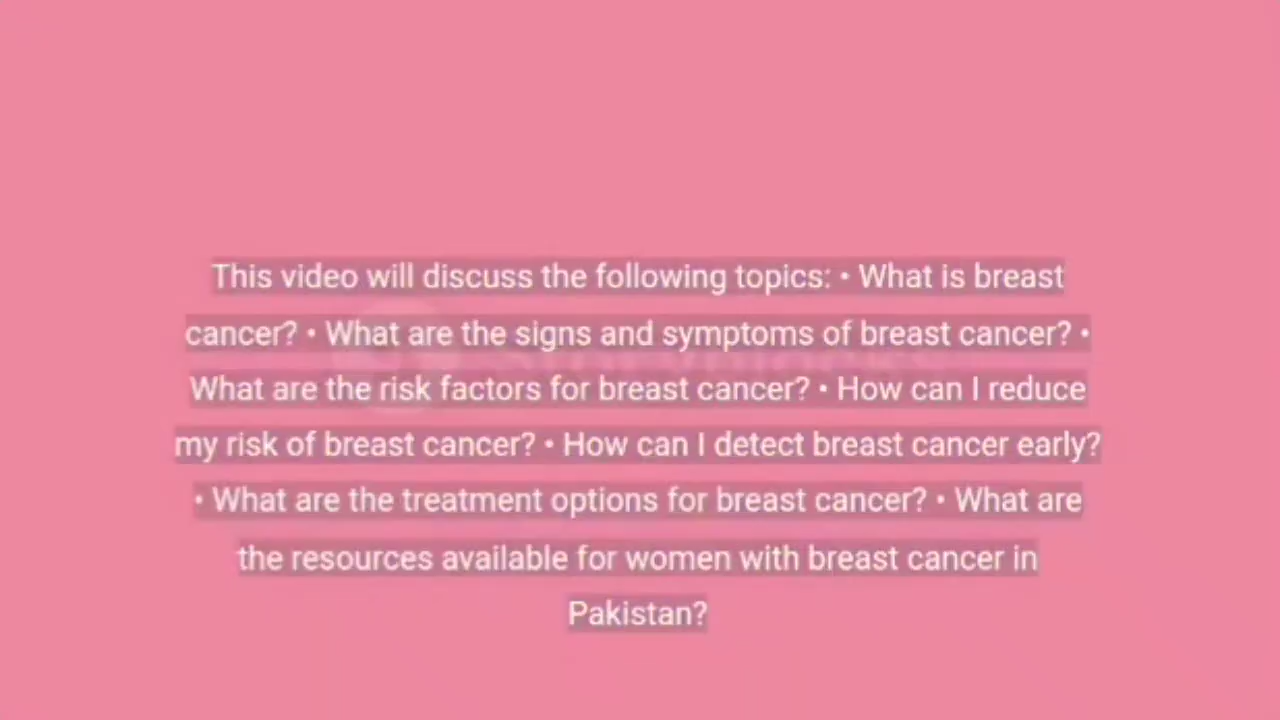 This video will discuss the following topics: • What is breast
cancer? • What are the signs and symptoms of breast cancer? •
What are the risk factors for breast cancer? • How can I reduce
my risk of breast cancer? • How can I detect breast cancer early?
• What are the treatment options for breast cancer? • What are
the resources available for women with breast cancer in
Pakistan?